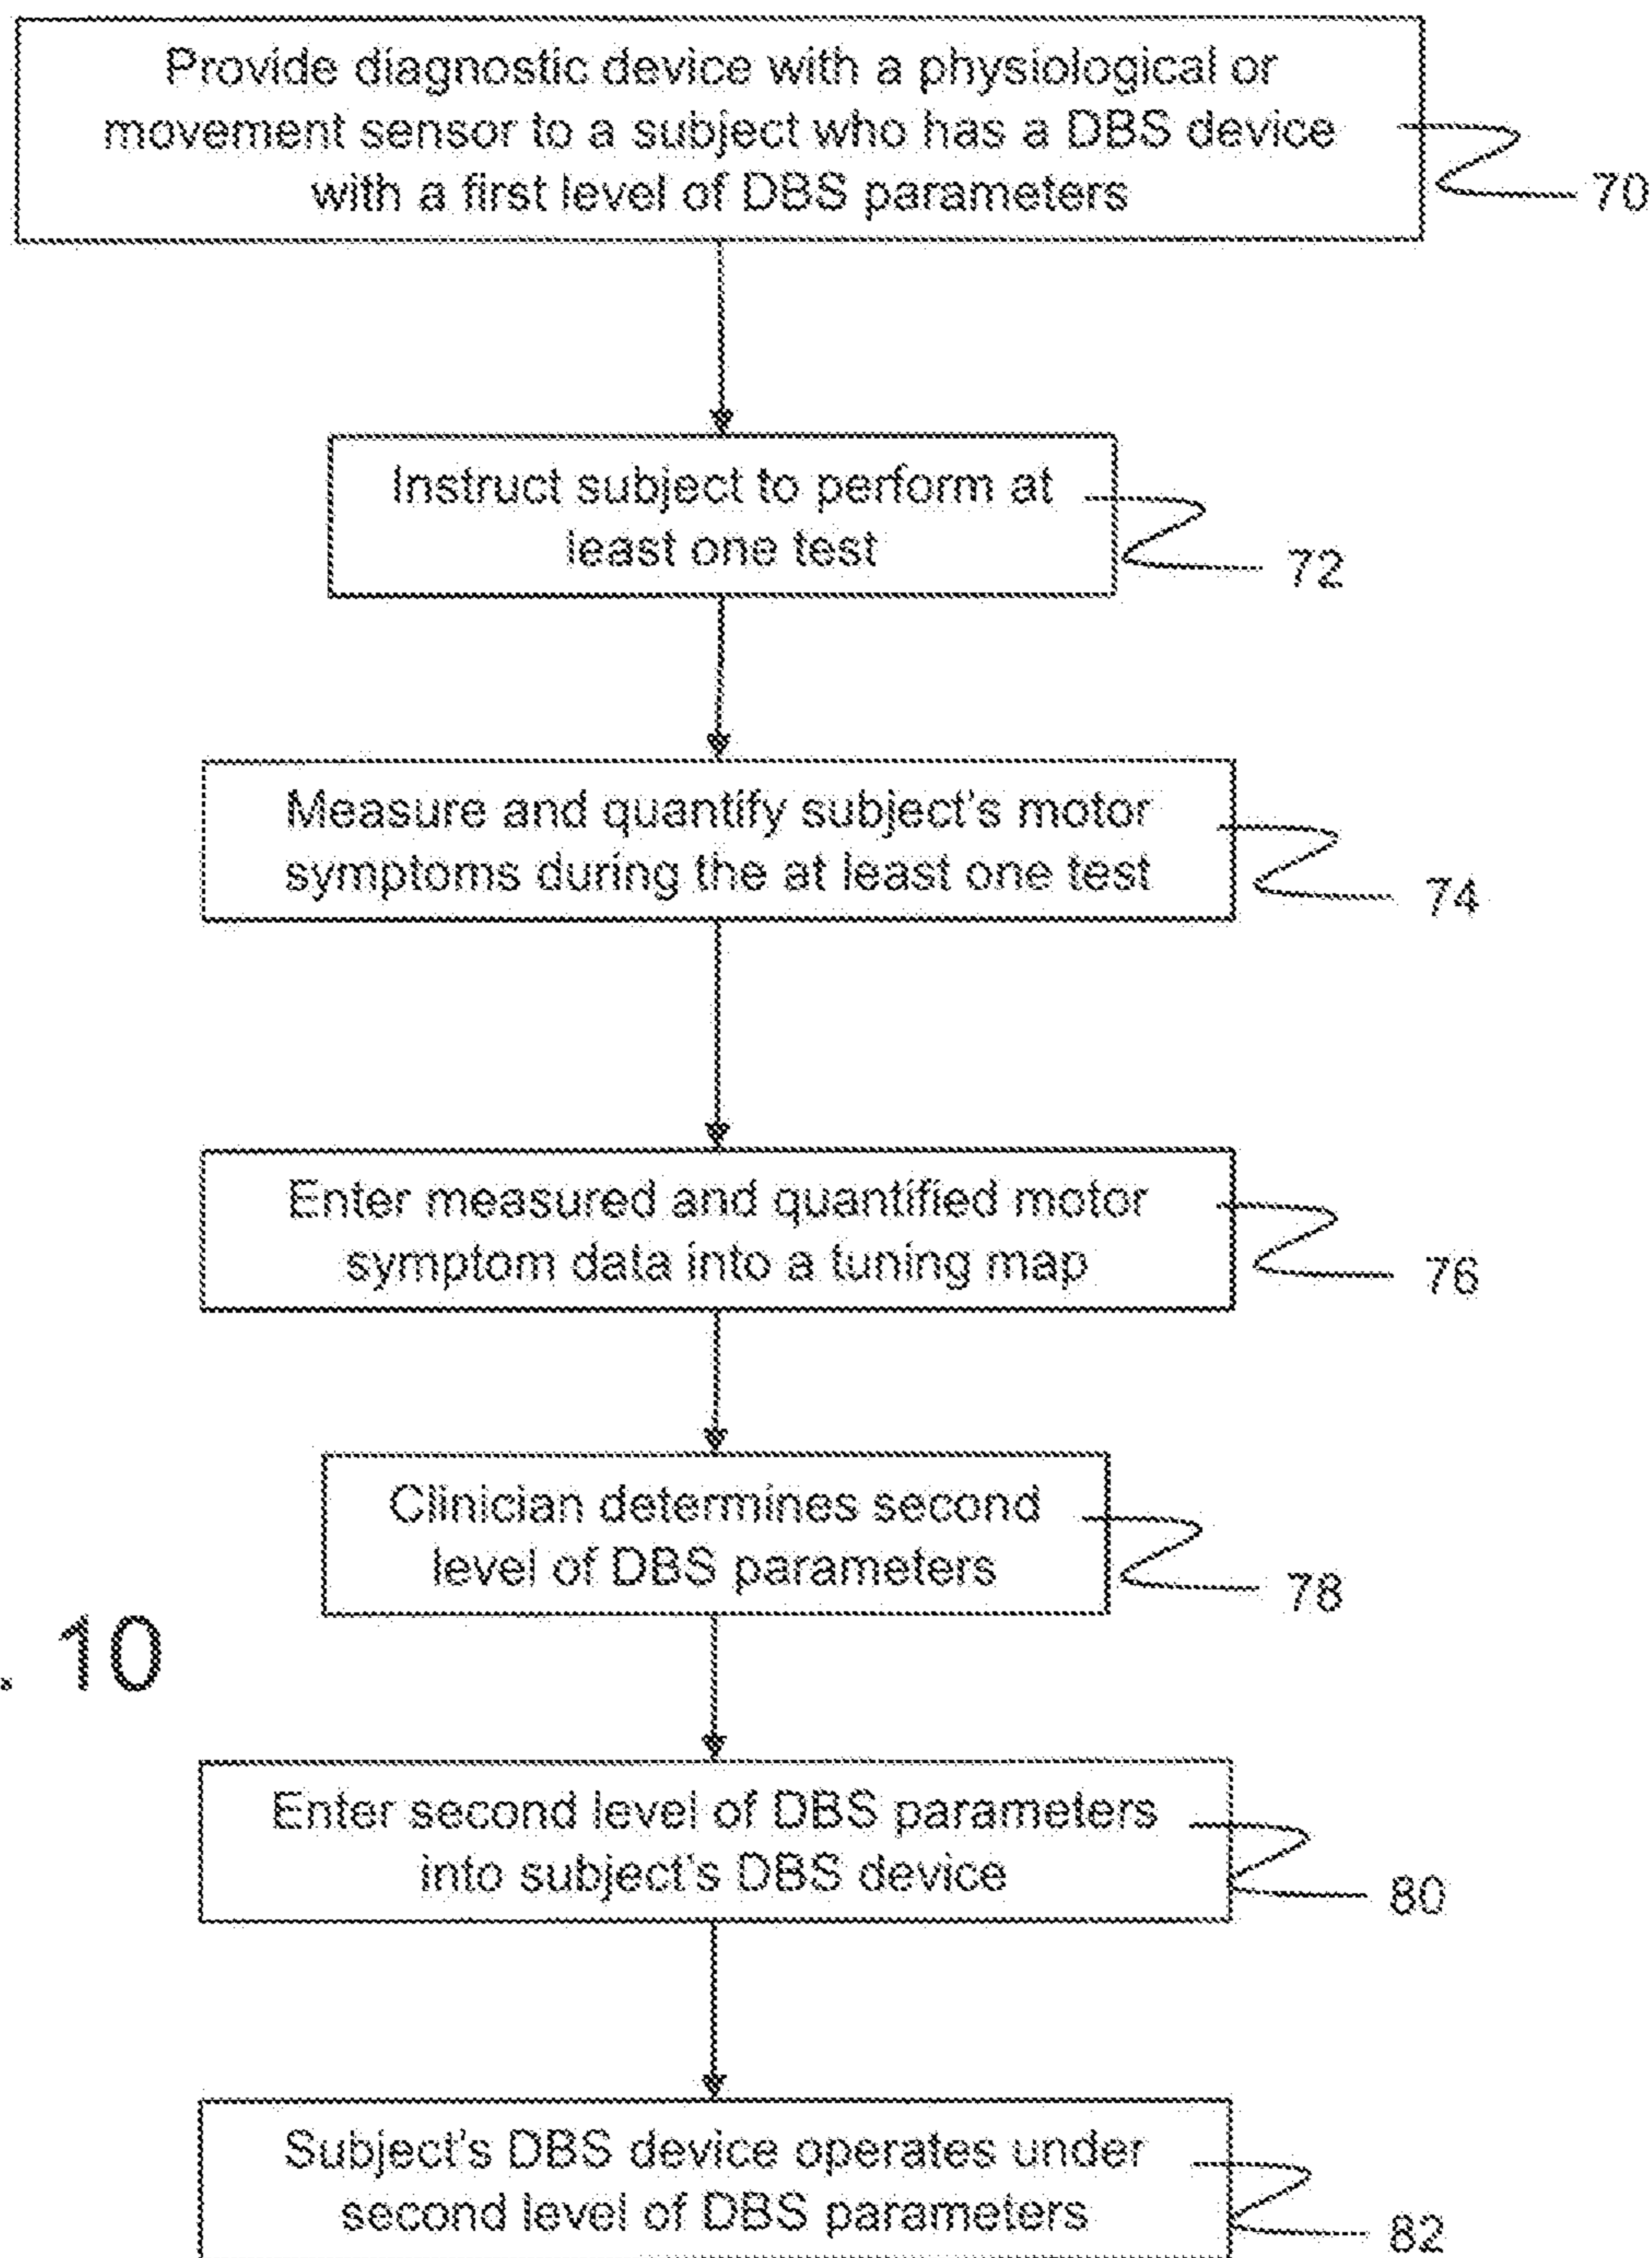 Provide diagnostic device with a physiological or
movement sensor to a subject who has a DBS device
with a first level of DBS parameters
70
Instruct subject to perform at
least one test
72
Measure and quantify subject's motor
symptoms during the at least one test
74
Enter measured and quantified motor
symptom data into a tuning map
76
Clinician determines second
level of DBS parameters
78
. 10
Enter second level of DBS parameters
into subject's DBS device
80
Subject's DBS device operates under
second level of DBS parameters
82